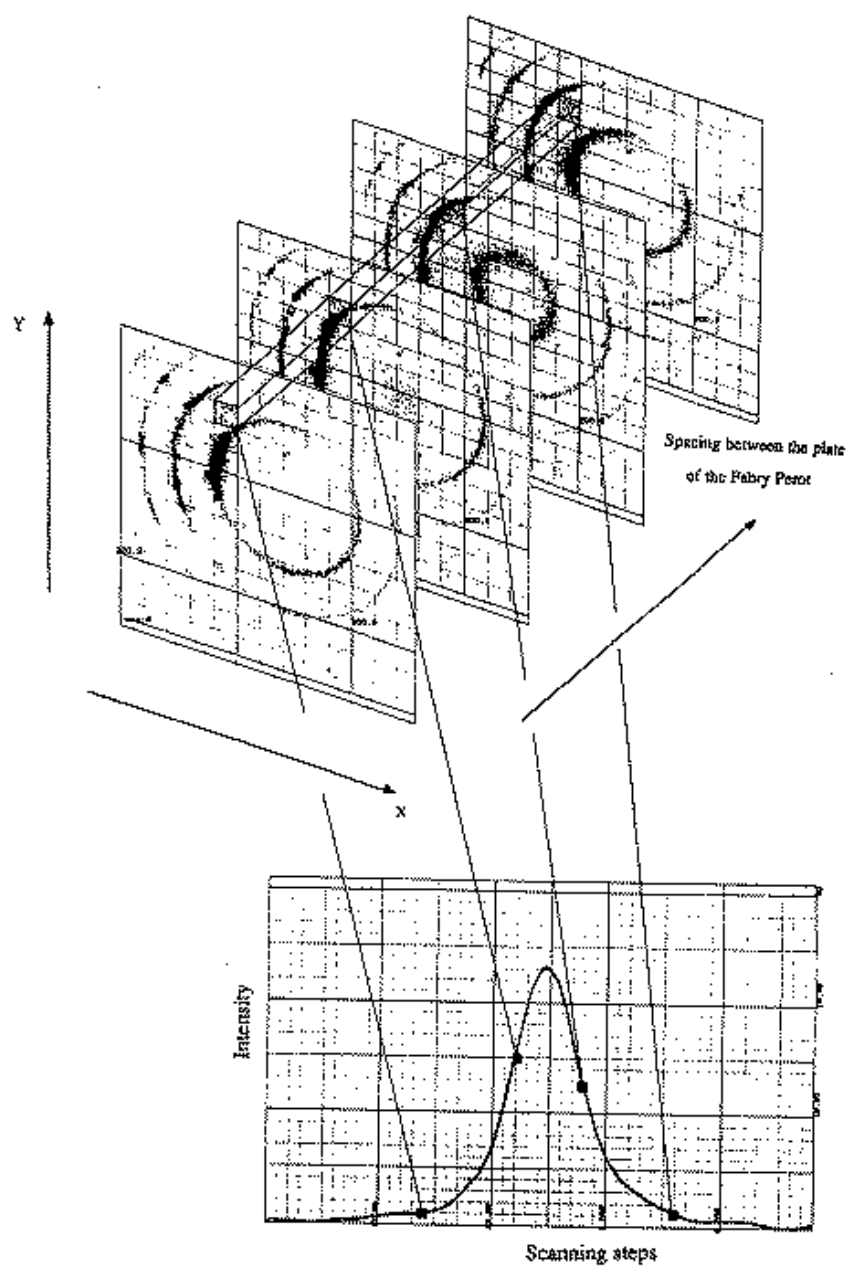 Y
Spacing between the plate
of the Fabry Perot
X
Intensity
Scanning steps